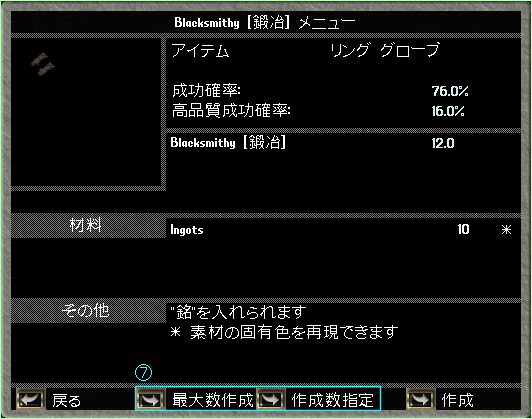 Blacksmithy [鍛冶] メニュー
アイテム リング グローブ
成功確率: 76.0%
高品質成功確率: 16.0%
Blacksmithy [鍛冶] 12.0
材料 Ingots 10 *
その他 "銘"を入れられます
* 素材の固有色を再現できます
⑦
戻る 最大数作成 作成数指定 作成